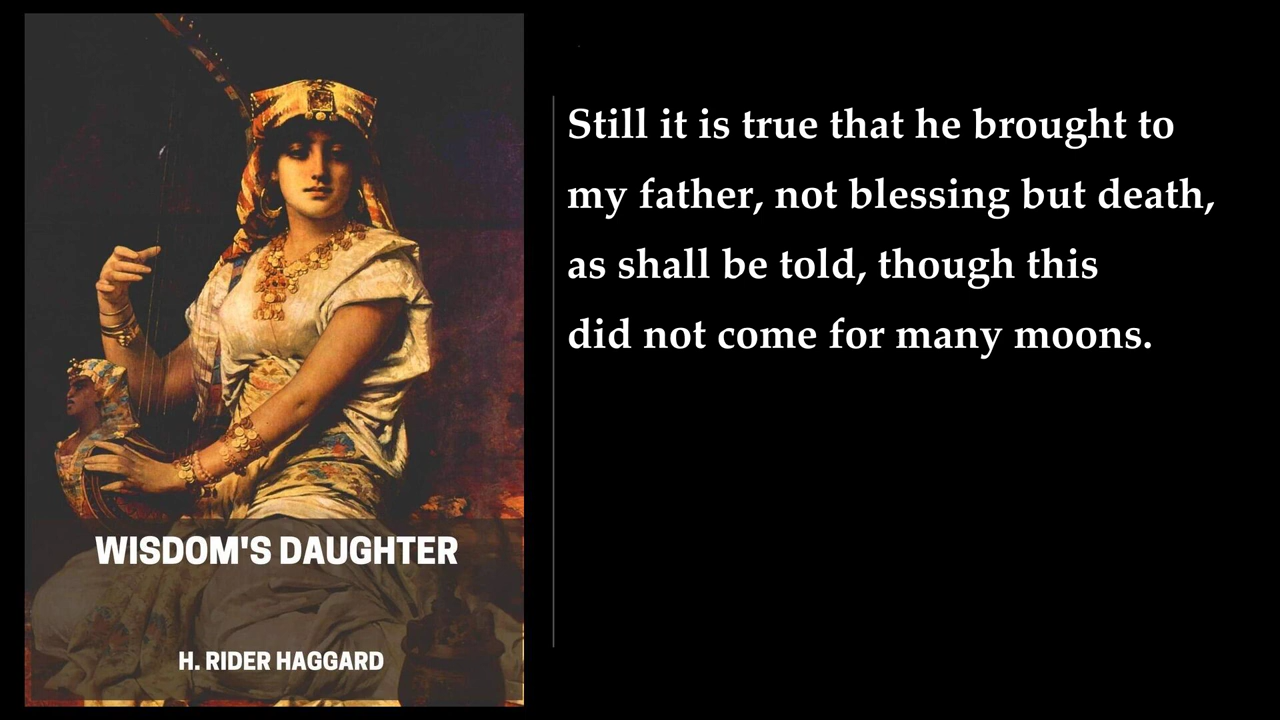 WISDOM'S DAUGHTER
H. RIDER HAGGARD
Still it is true that he brought to
my father, not blessing but death,
as shall be told, though this
did not come for many moons.